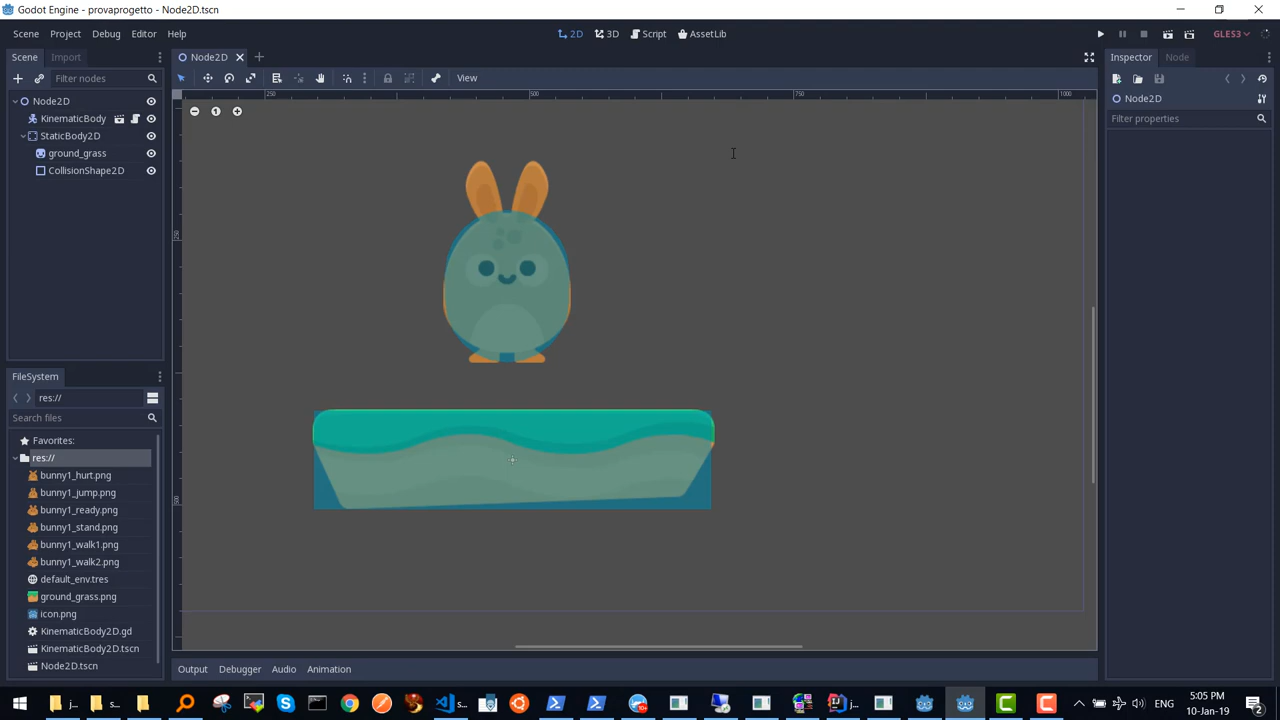 Godot Engine - provaprogetto - Node2D.tscn
Scene Project Debug Editor Help
2D 3D Script AssetLib
GLES3
Scene Import
Node2D
Inspector Node
Filter nodes
View
Node2D
KinematicBody
StaticBody2D
ground_grass
CollisionShape2D
250 500 750 1000
250
500
Node2D
Filter properties
FileSystem
res://
Search files
Favorites:
res://
bunny1_hurt.png
bunny1_jump.png
bunny1_ready.png
bunny1_stand.png
bunny1_walk1.png
bunny1_walk2.png
default_env.tres
ground_grass.png
icon.png
KinematicBody2D.gd
KinematicBody2D.tscn
Node2D.tscn
Output Debugger Audio Animation
j...
s...
s...
j...
ENG
5:05 PM
10-Jan-19
2